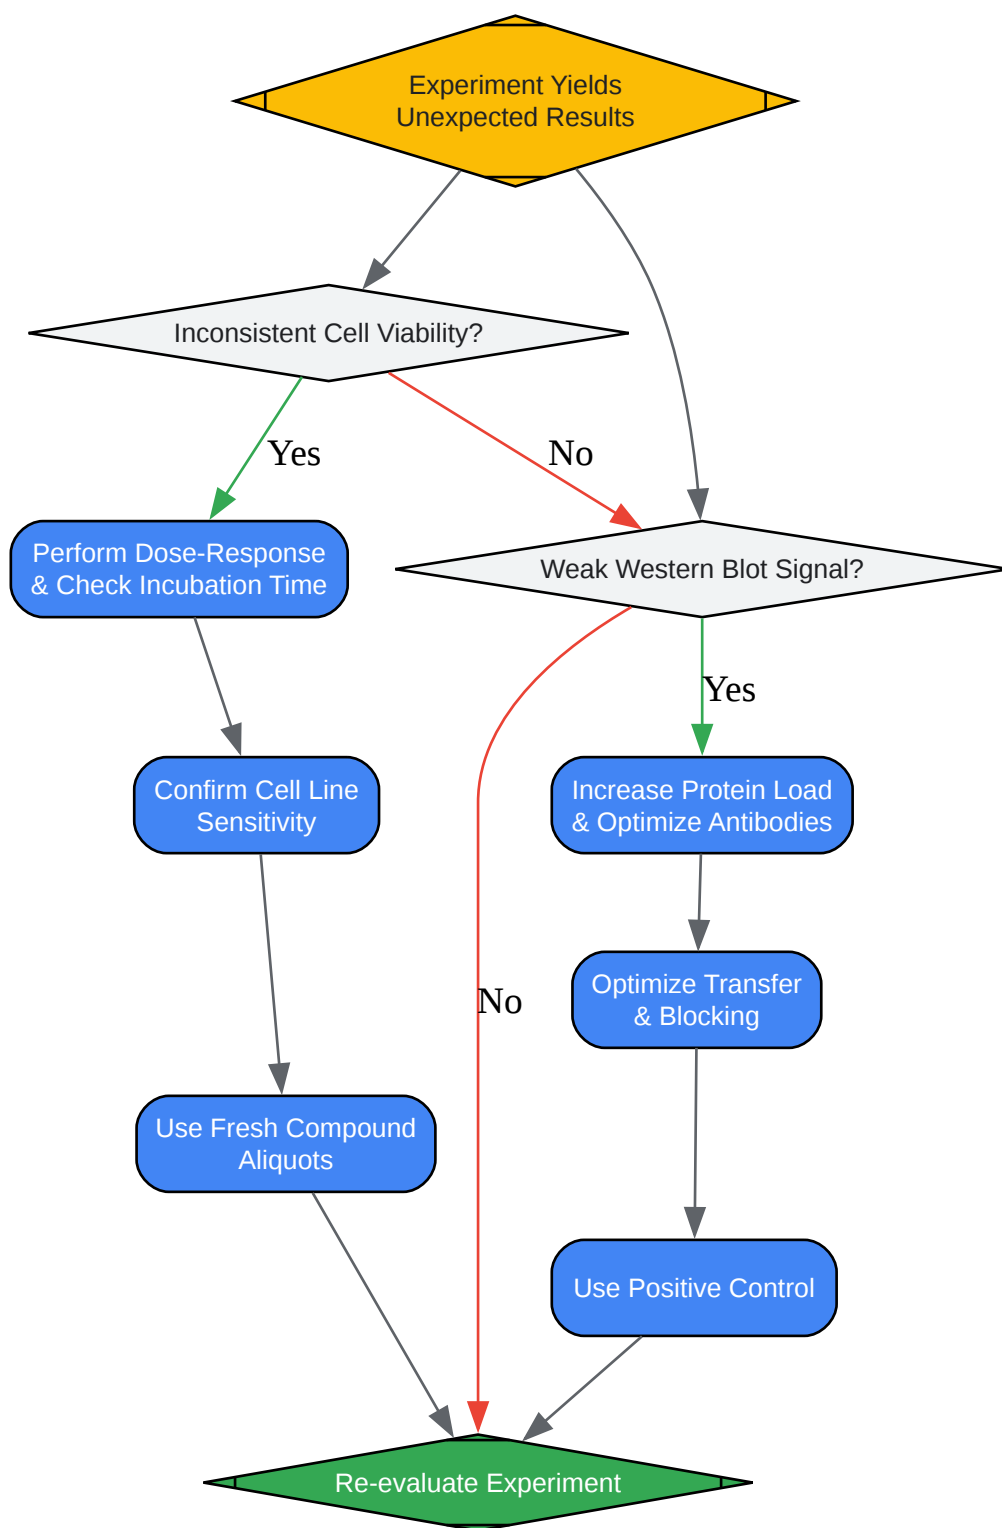 Experiment Yields
Unexpected Results
Inconsistent Cell Viability?
Yes
No
Perform Dose-Response
& Check Incubation Time
Weak Western Blot Signal?
Yes
Confirm Cell Line
Sensitivity
Increase Protein Load
& Optimize Antibodies
Optimize Transfer
& Blocking
No
Use Fresh Compound
Aliquots
Use Positive Control
Re-evaluate Experiment